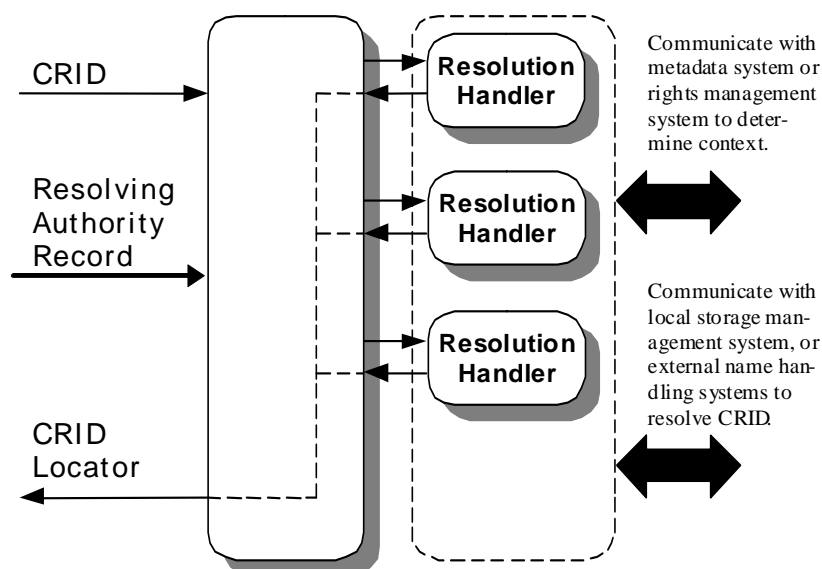 CRID
Resolving
Authority
Record
CRID
Locator
Resolution
Handler
Resolution
Handler
Resolution
Handler
Communicate with
metadata system or
rights management
system to deter-
mine context.
Communicate with
local storage man-
agement system, or
external name han-
dling systems to
resolve CRID.